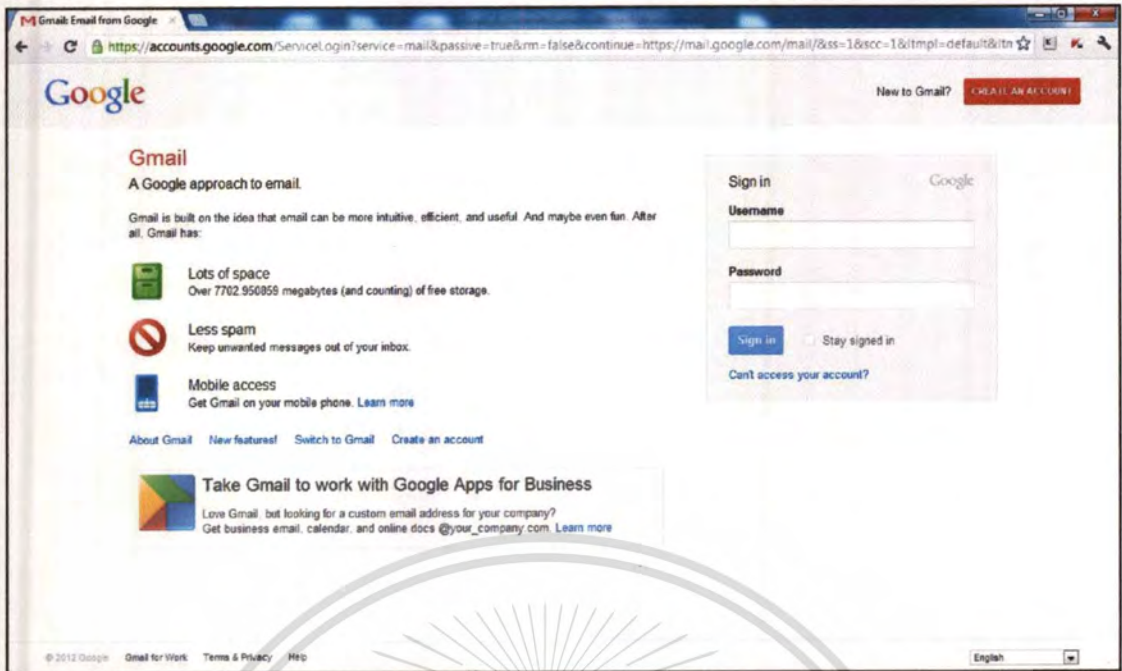 Gmail: Email from Google
https://accounts.google.com/ServiceLogin?service=mail&passive=true&rm=false&continue=https://mail.google.com/mail/&ss=1&scc=1&ltmpl=default&ltm
Google
New to Gmail? CREATE AN ACCOUNT
Gmail
A Google approach to email.
Gmail is built on the idea that email can be more intuitive, efficient, and useful. And maybe even fun. After
all, Gmail has:
Lots of space
Over 7702.950859 megabytes (and counting) of free storage.
Less spam
Keep unwanted messages out of your inbox.
Mobile access
Get Gmail on your mobile phone. Learn more
About Gmail New features! Switch to Gmail Create an account
Take Gmail to work with Google Apps for Business
Love Gmail, but looking for a custom email address for your company?
Get business email, calendar, and online docs @your_company.com. Learn more
Sign in Google
Username
Password
Sign in Stay signed in
Can't access your account?
© 2012 Google Gmail for Work Terms & Privacy Help
English